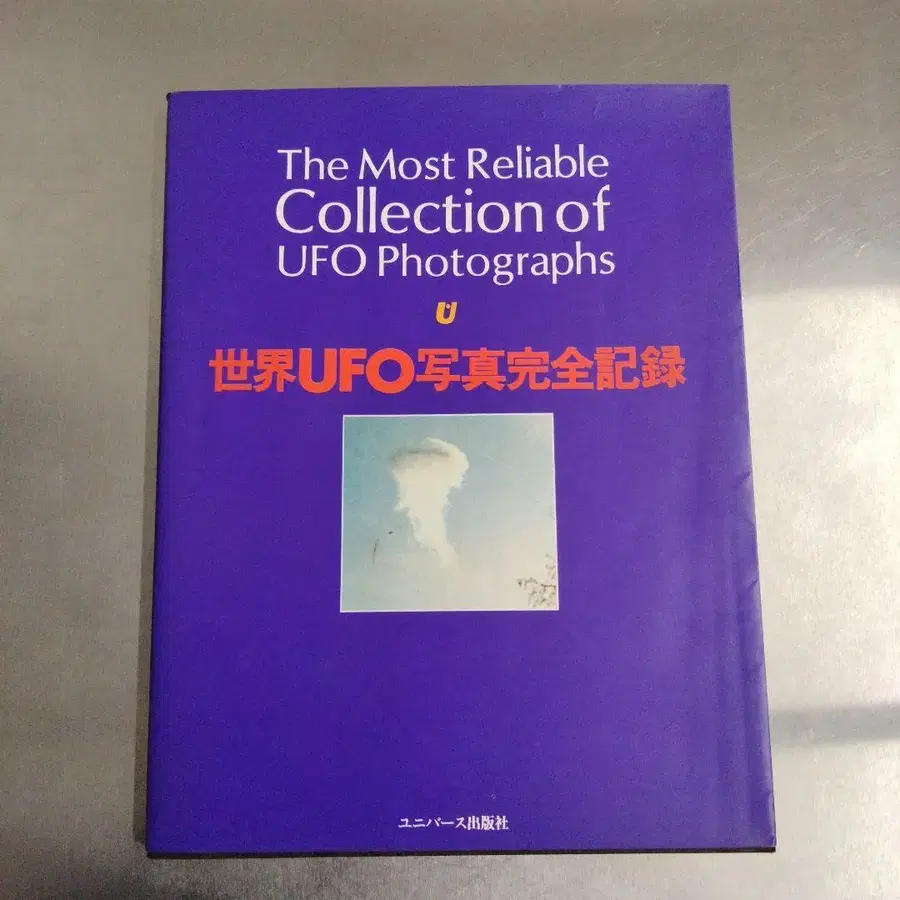 The Most Reliable
Collection of
UFO Photographs
U
世界UFO写真完全記録
ユニバース出版社